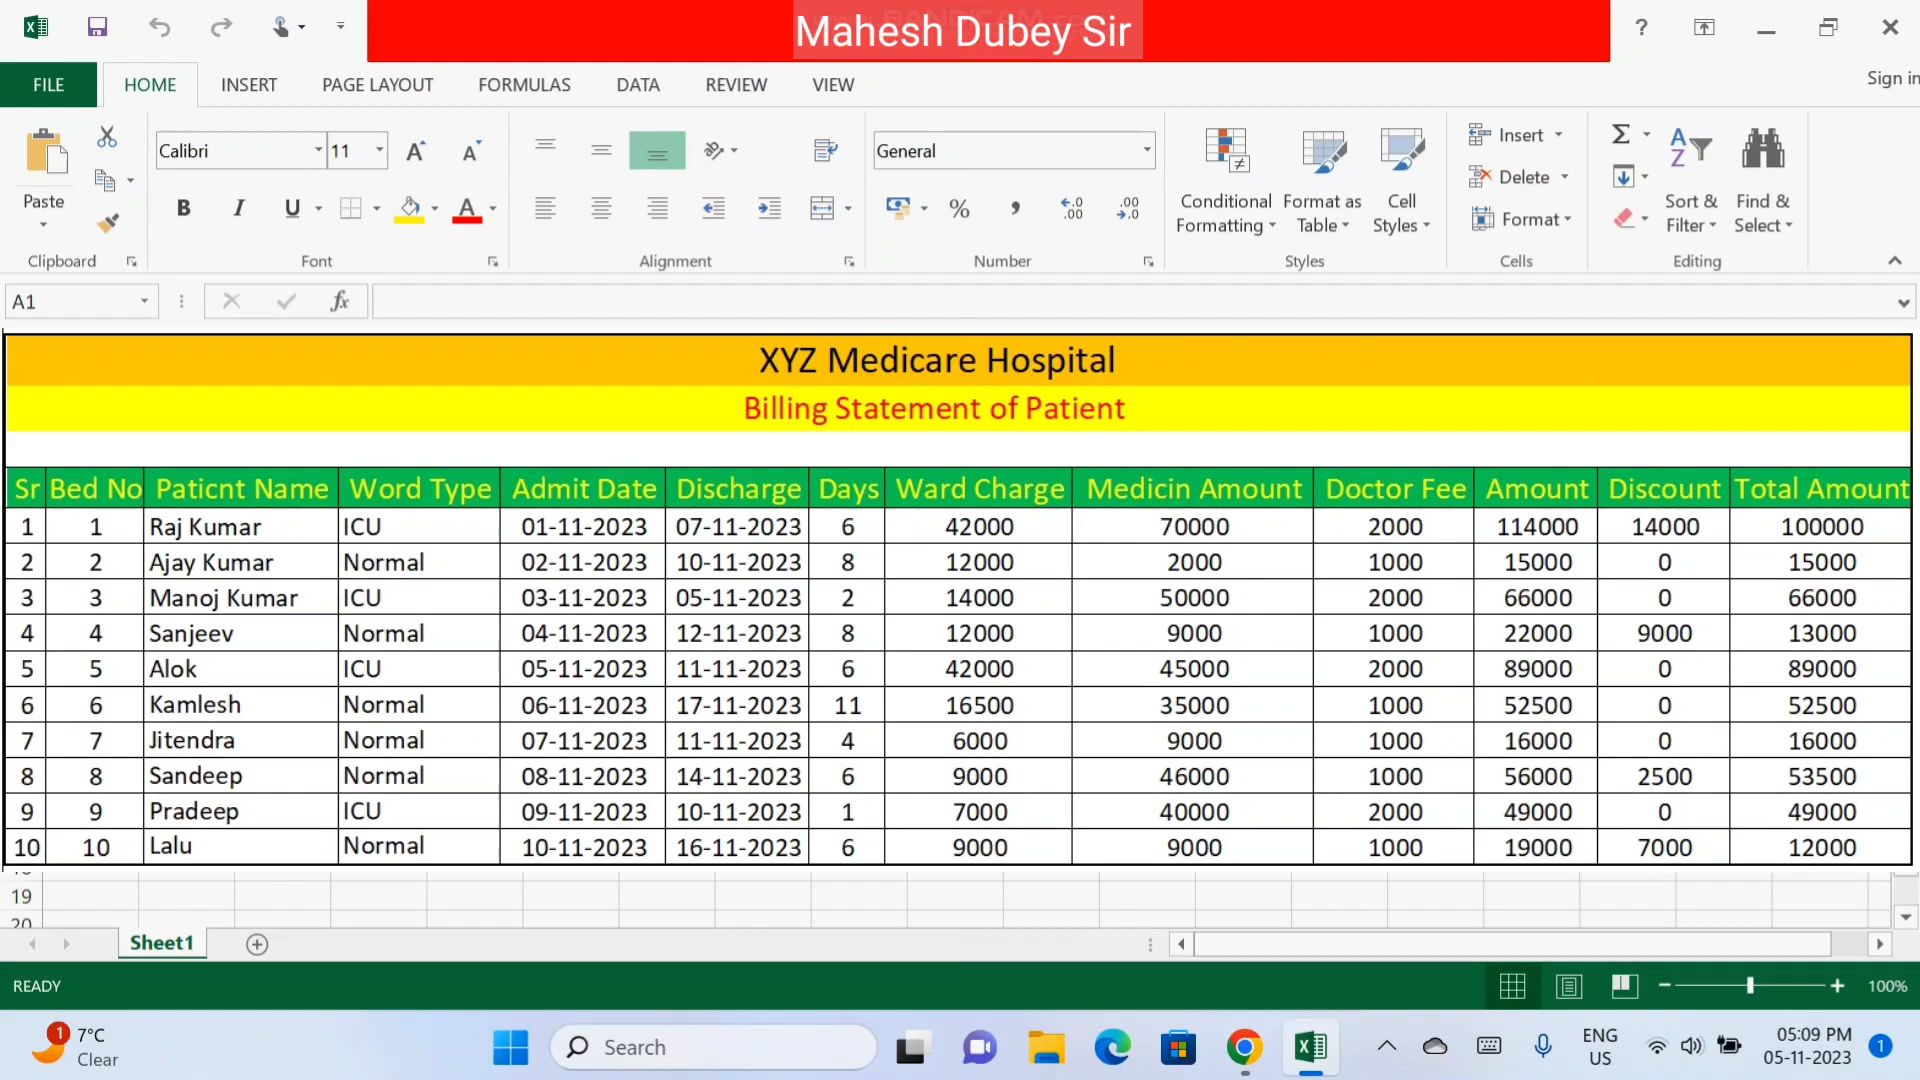 Mahesh Dubey Sir
?
FILE HOME INSERT PAGE LAYOUT FORMULAS DATA REVIEW VIEW
Sign in
Paste
Clipboard
Calibri 11 A A
B I U A
Font
Alignment
General
% , ←.0 .00 .00 →.0
Number
Conditional Formatting
Format as Table
Cell Styles
Styles
Insert
Delete
Format
Cells
Σ A Z
Sort & Filter
Find & Select
Editing
A1 fx
XYZ Medicare Hospital
Billing Statement of Patient
Sr Bed No Paticnt Name Word Type Admit Date Discharge Days Ward Charge Medicin Amount Doctor Fee Amount Discount Total Amount
1 1 Raj Kumar ICU 01-11-2023 07-11-2023 6 42000 70000 2000 114000 14000 100000
2 2 Ajay Kumar Normal 02-11-2023 10-11-2023 8 12000 2000 1000 15000 0 15000
3 3 Manoj Kumar ICU 03-11-2023 05-11-2023 2 14000 50000 2000 66000 0 66000
4 4 Sanjeev Normal 04-11-2023 12-11-2023 8 12000 9000 1000 22000 9000 13000
5 5 Alok ICU 05-11-2023 11-11-2023 6 42000 45000 2000 89000 0 89000
6 6 Kamlesh Normal 06-11-2023 17-11-2023 11 16500 35000 1000 52500 0 52500
7 7 Jitendra Normal 07-11-2023 11-11-2023 4 6000 9000 1000 16000 0 16000
8 8 Sandeep Normal 08-11-2023 14-11-2023 6 9000 46000 1000 56000 2500 53500
9 9 Pradeep ICU 09-11-2023 10-11-2023 1 7000 40000 2000 49000 0 49000
10 10 Lalu Normal 10-11-2023 16-11-2023 6 9000 9000 1000 19000 7000 12000
19
20
Sheet1
READY 100%
1 7°C
Clear
Search
ENG
US
05:09 PM
05-11-2023
1